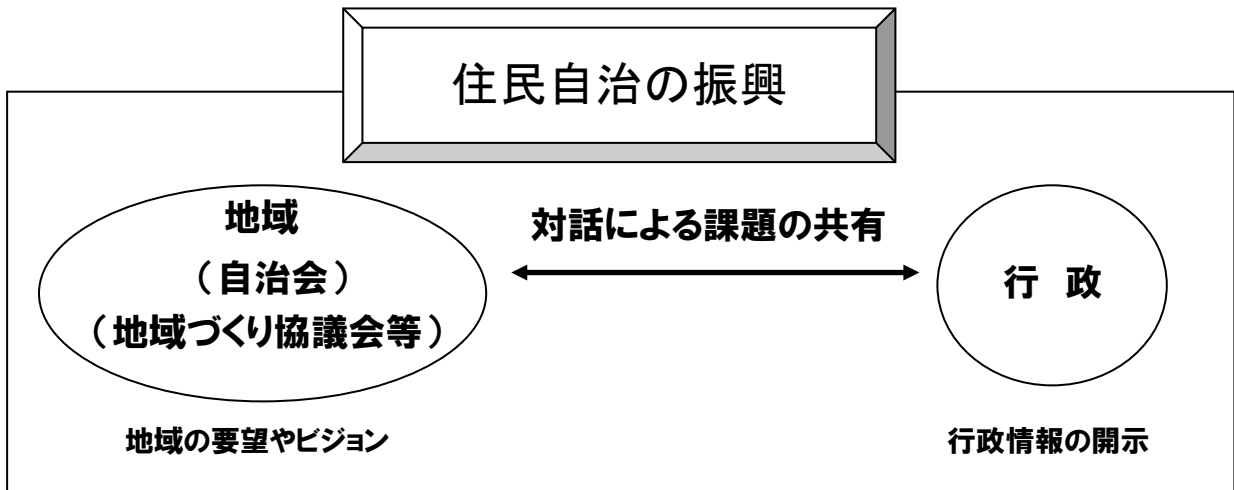 住民自治の振興
地域
（自治会）
（地域づくり協議会等）
対話による課題の共有
行 政
地域の要望やビジョン
行政情報の開示